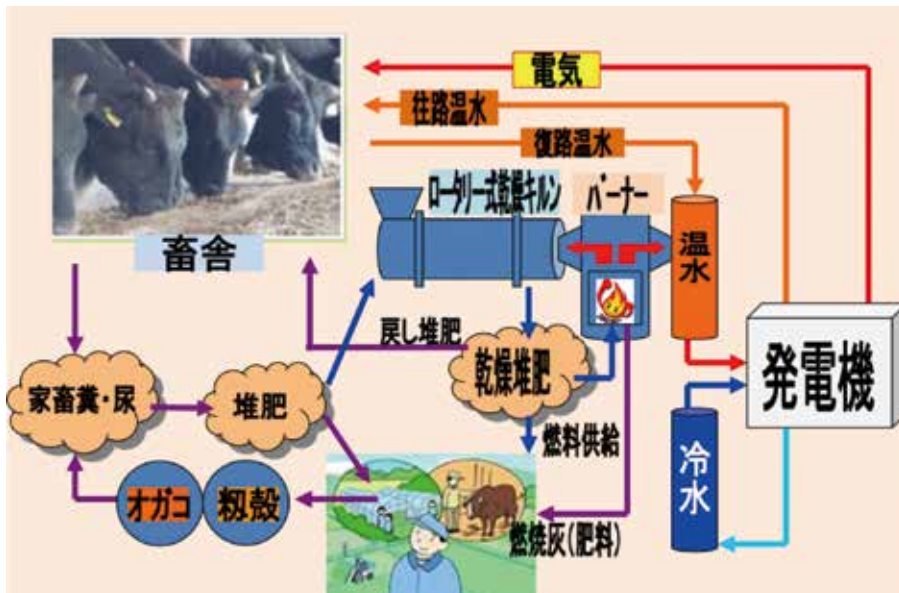 電気
往路温水
復路温水
ロータリー式乾燥キルン
バーナー
畜舎
温水
戻し堆肥
発電機
乾燥堆肥
家畜糞・尿
堆肥
燃料供給
冷水
オガコ
籾殻
燃焼灰(肥料)